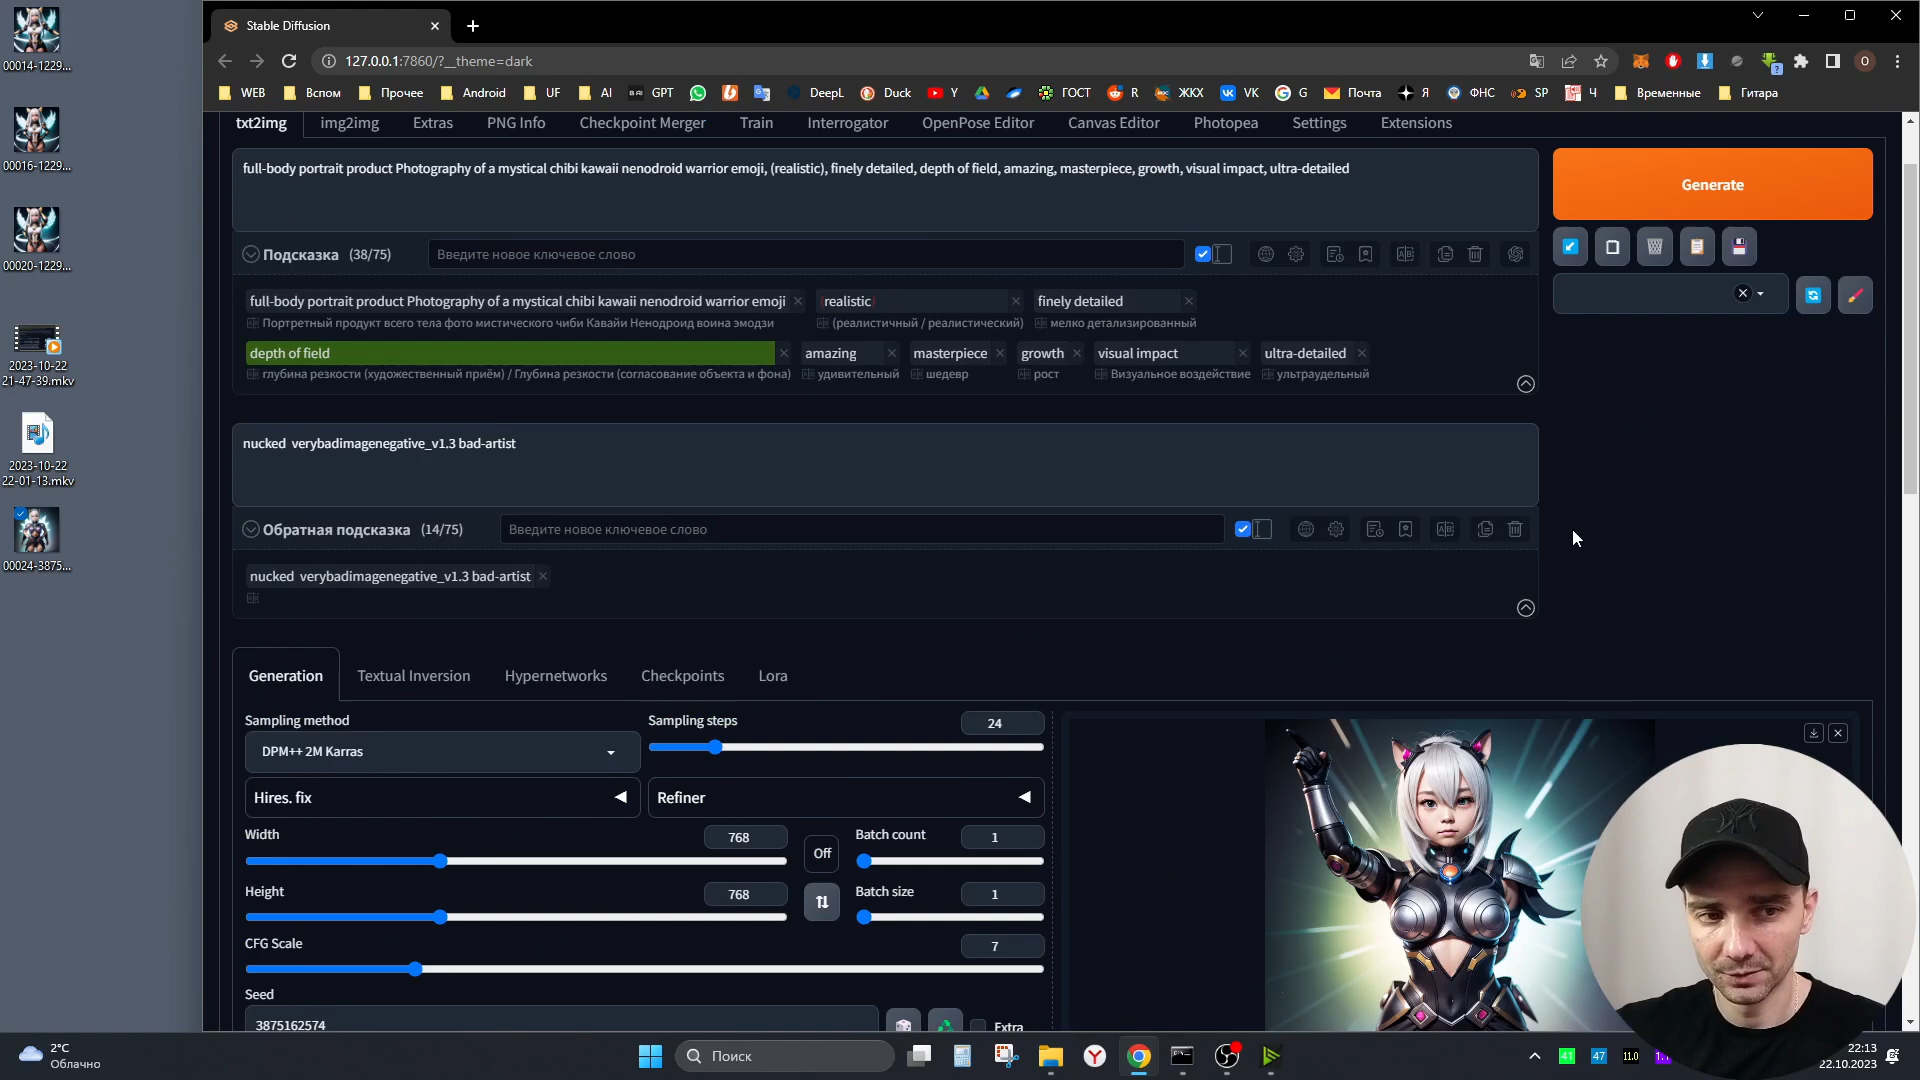 Stable Diffusion
127.0.0.1:7860/?__theme=dark
WEB Вспом Прочее Android UF AI GPT DeepL Duck Y ГОСТ R ЖКХ VK G Почта Я ФНС SP Ч Временные Гитара
txt2img img2img Extras PNG Info Checkpoint Merger Train Interrogator OpenPose Editor Canvas Editor Photopea Settings Extensions
full-body portrait product Photography of a mystical chibi kawaii nenodroid warrior emoji, (realistic), finely detailed, depth of field, amazing, masterpiece, growth, visual impact, ultra-detailed
Generate
Подсказка (38/75) Введите новое ключевое слово
full-body portrait product Photography of a mystical chibi kawaii nenodroid warrior emoji × (realistic) × finely detailed ×
Портретный продукт всего тела фото мистического чиби Кавайи Ненодроид воина эмодзи (реалистичный / реалистический) мелко детализированный
depth of field × amazing × masterpiece × growth × visual impact × ultra-detailed ×
глубина резкости (художественный приём) / Глубина резкости (согласование объекта и фона) удивительный шедевр рост Визуальное воздействие ультраудельный
nucked verybadimagenegative_v1.3 bad-artist
Обратная подсказка (14/75) Введите новое ключевое слово
nucked verybadimagenegative_v1.3 bad-artist ×
Generation Textual Inversion Hypernetworks Checkpoints Lora
Sampling method Sampling steps 24
DPM++ 2M Karras
Hires. fix Refiner
Width 768 Batch count 1
Off
Height 768 Batch size 1
CFG Scale 7
Seed
3875162574 Extra
00014-1229...
00016-1229...
00020-1229...
2023-10-22
21-47-39.mkv
2023-10-22
22-01-13.mkv
00024-3875...
2°C
Облачно
Поиск
41 47 11.0
22:13
22.10.2023